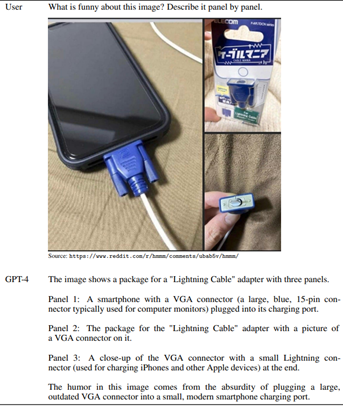 User What is funny about this image? Describe it panel by panel.
ELECOM
ケーブルマニア
Source: https://www.reddit.com/r/hmmm/comments/ubab5v/hmmm/
GPT-4 The image shows a package for a "Lightning Cable" adapter with three panels.
Panel 1: A smartphone with a VGA connector (a large, blue, 15-pin con-
nector typically used for computer monitors) plugged into its charging port.
Panel 2: The package for the "Lightning Cable" adapter with a picture of
a VGA connector on it.
Panel 3: A close-up of the VGA connector with a small Lightning con-
nector (used for charging iPhones and other Apple devices) at the end.
The humor in this image comes from the absurdity of plugging a large,
outdated VGA connector into a small, modern smartphone charging port.